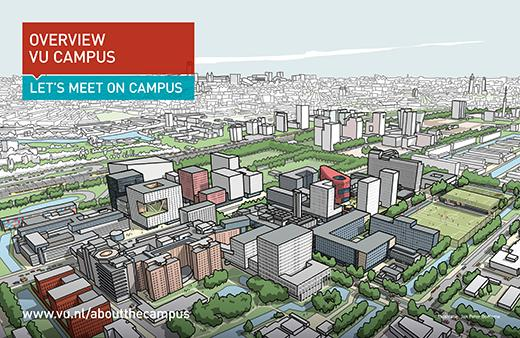 OVERVIEW
VU CAMPUS
LET'S MEET ON CAMPUS
www.vu.nl/aboutthecampus